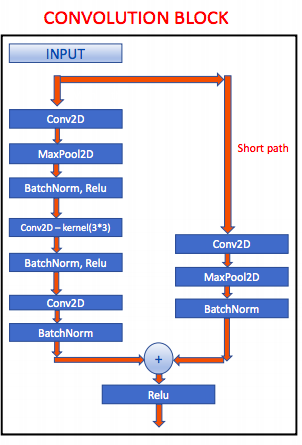 CONVOLUTION BLOCK
INPUT
Conv2D
MaxPool2D
BatchNorm, Relu
Conv2D – kernel(3*3)
BatchNorm, Relu
Conv2D
BatchNorm
Short path
Conv2D
MaxPool2D
BatchNorm
+
Relu